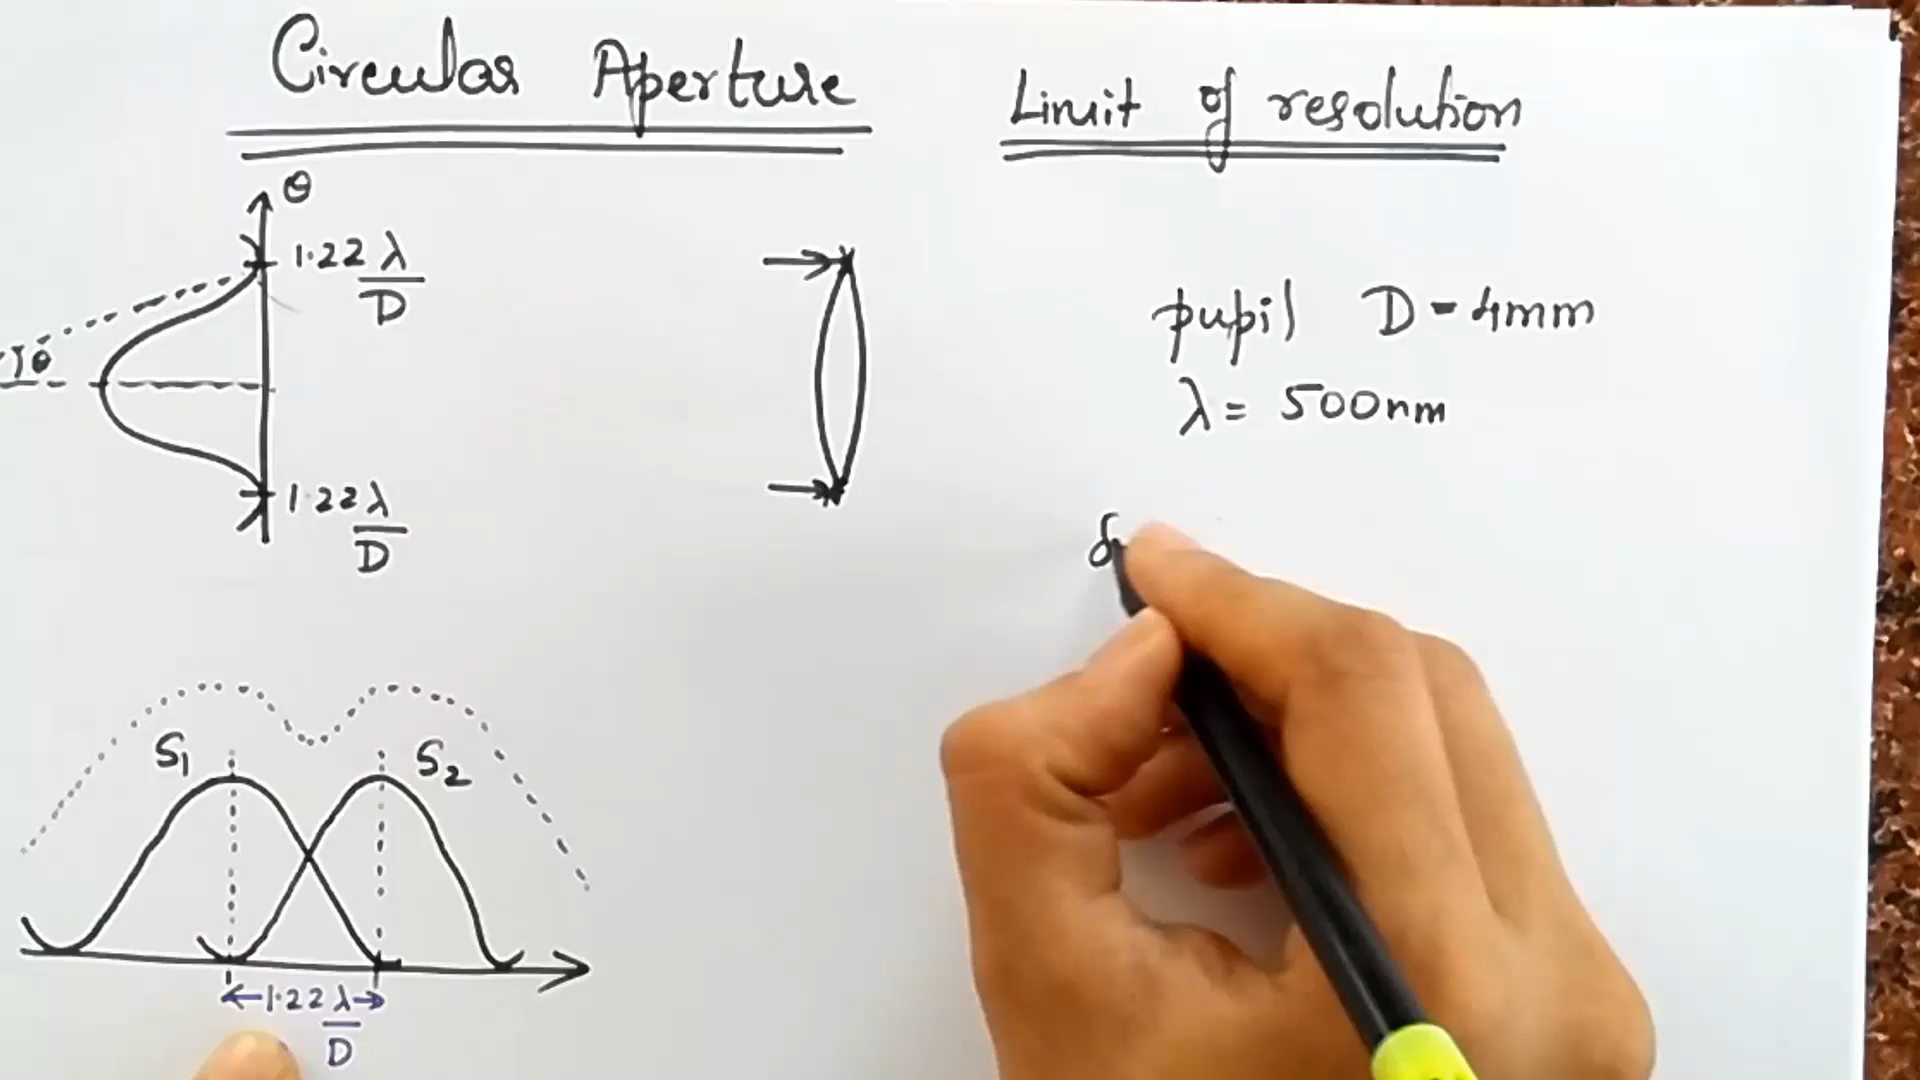 Circular Aperture
Limit of resolution
θ
1.22 λ/D
θ
1.22 λ/D
pupil D = 4mm
λ = 500nm
δ
S₁ S₂
1.22 λ/D